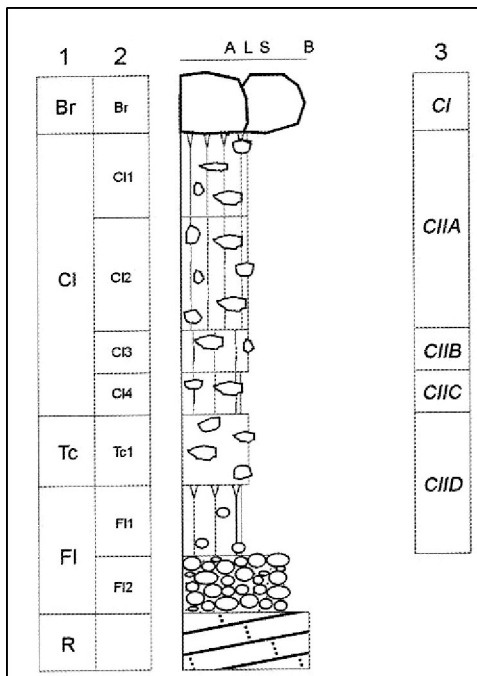 A L S B
1 2 3
Br Br CI
Cl1 CIIA
Cl Cl2
Cl3 CIIB
Cl4 CIIC
Tc Tc1 CIID
Fl1
Fl
Fl2
R